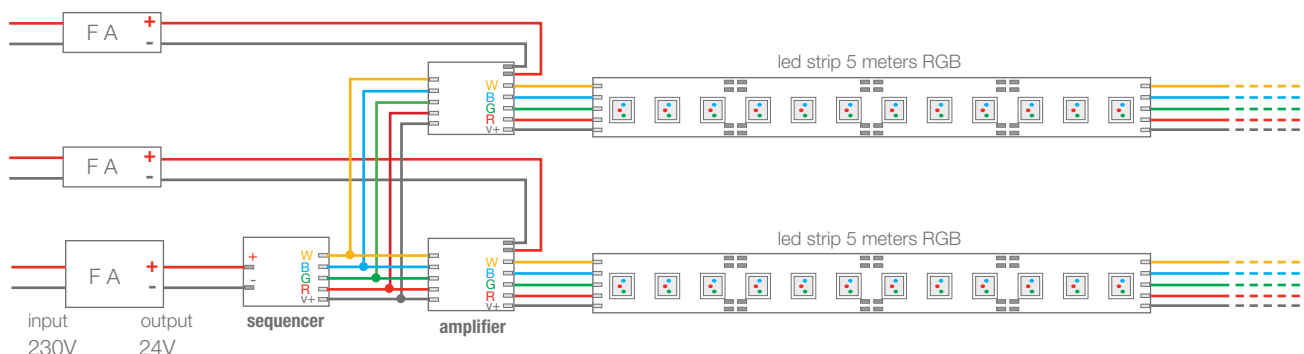 F A + -
W
B
G
R
V+
led strip 5 meters RGB
F A + -
F A + -
input
230V
output
24V
+
-
W
B
G
R
V+
sequencer
W
B
G
R
V+
amplifier
led strip 5 meters RGB